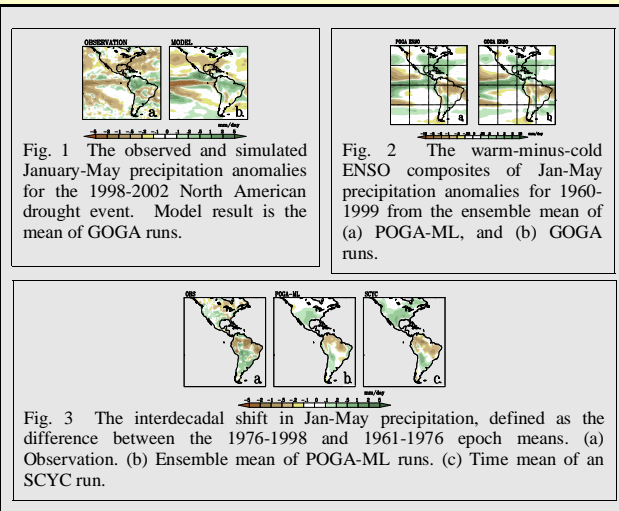 OBSERVATION MODEL
a b
mm/day
Fig. 1 The observed and simulated
January-May precipitation anomalies
for the 1998-2002 North American
drought event. Model result is the
mean of GOGA runs.
POGA ENSO GOGA ENSO
a b
mm/day
Fig. 2 The warm-minus-cold
ENSO composites of Jan-May
precipitation anomalies for 1960-
1999 from the ensemble mean of
(a) POGA-ML, and (b) GOGA
runs.
OBS POGA-ML SCYC
a b. c.
mm/day
Fig. 3 The interdecadal shift in Jan-May precipitation, defined as the
difference between the 1976-1998 and 1961-1976 epoch means. (a)
Observation. (b) Ensemble mean of POGA-ML runs. (c) Time mean of an
SCYC run.